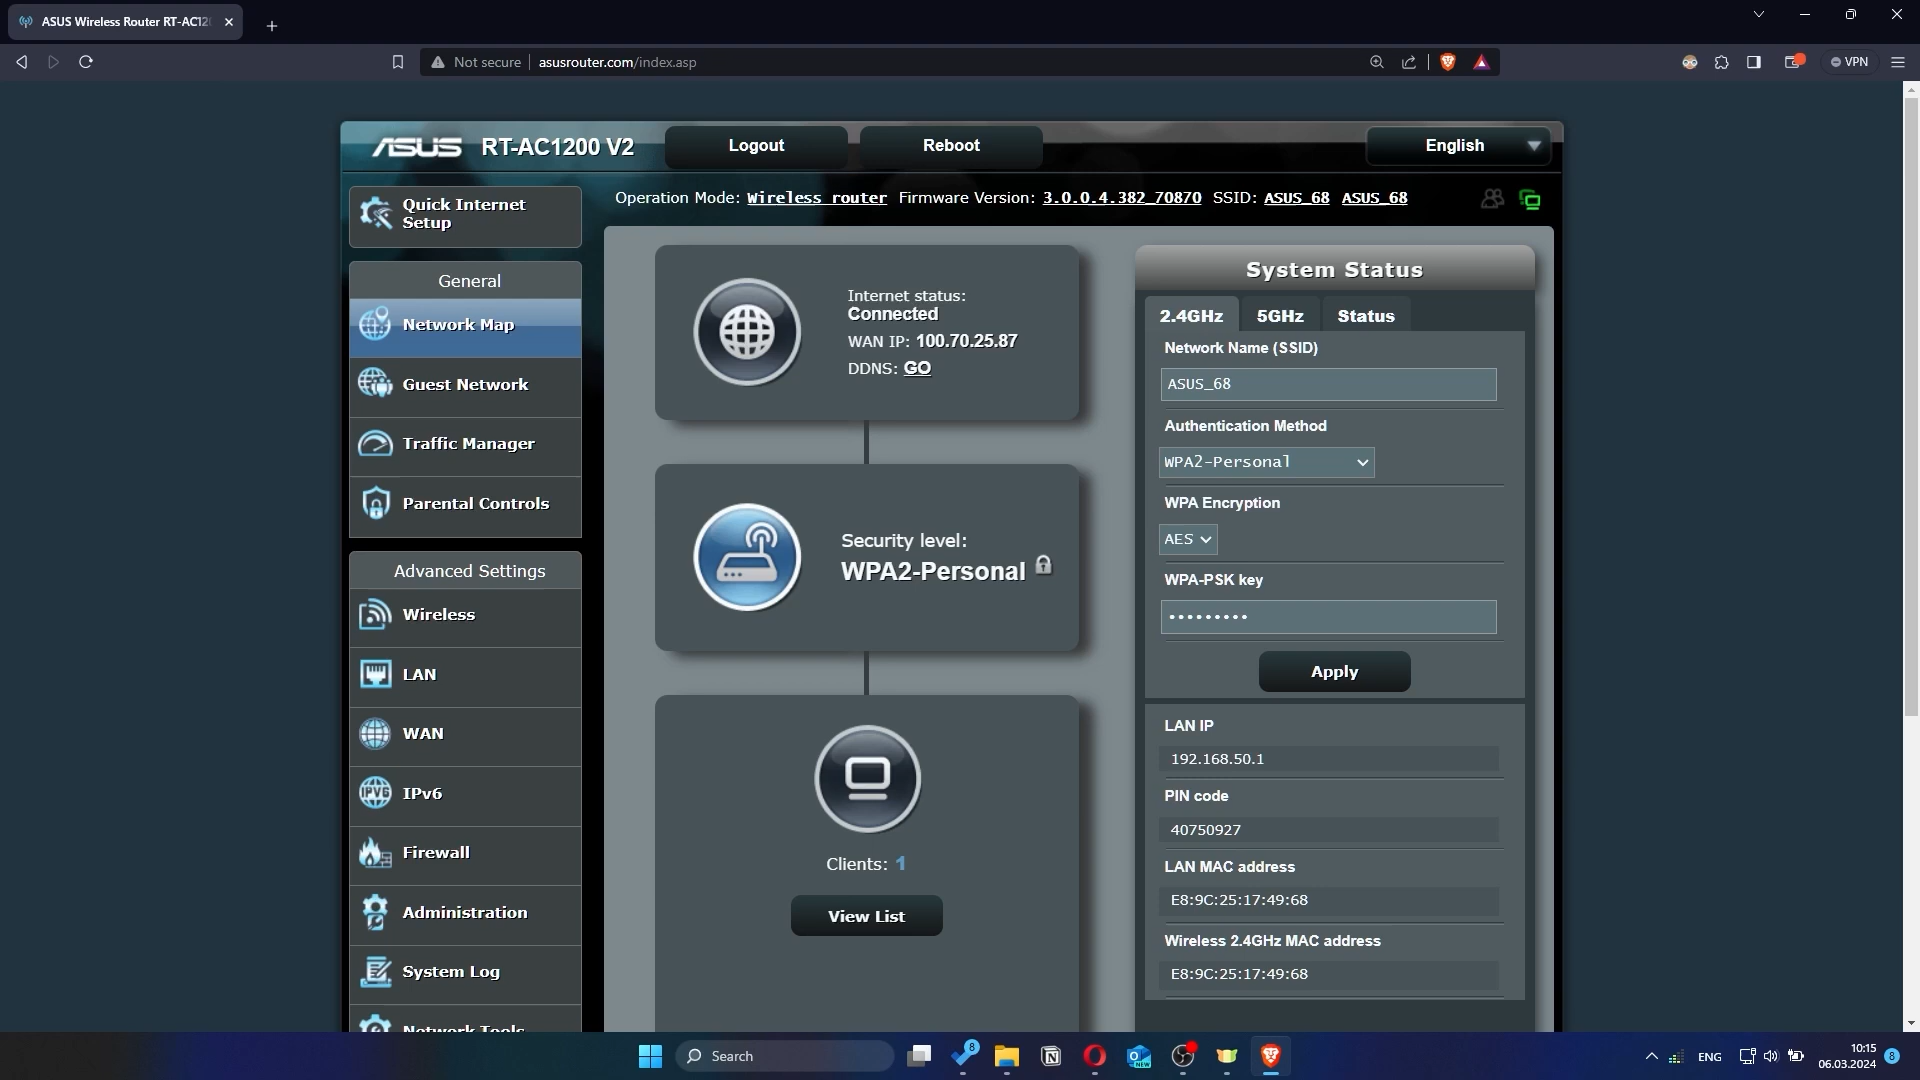 ASUS Wireless Router RT-AC120
Not secure asusrouter.com/index.asp
VPN
ASUS RT-AC1200 V2
Logout
Reboot
English
Quick Internet
Setup
Operation Mode: Wireless router Firmware Version: 3.0.0.4.382_70870 SSID: ASUS_68 ASUS_68
General
Network Map
Guest Network
Traffic Manager
Parental Controls
Advanced Settings
Wireless
LAN
WAN
IPv6
IPv6
Firewall
Administration
System Log
Network Tools
Internet status:
Connected
WAN IP: 100.70.25.87
DDNS: GO
Security level:
WPA2-Personal
Clients: 1
View List
System Status
2.4GHz 5GHz Status
Network Name (SSID)
ASUS_68
Authentication Method
WPA2-Personal
WPA Encryption
AES
WPA-PSK key
•••••••••
Apply
LAN IP
192.168.50.1
PIN code
40750927
LAN MAC address
E8:9C:25:17:49:68
Wireless 2.4GHz MAC address
E8:9C:25:17:49:68
Search
8
NEW
ENG
10:15
06.03.2024
8